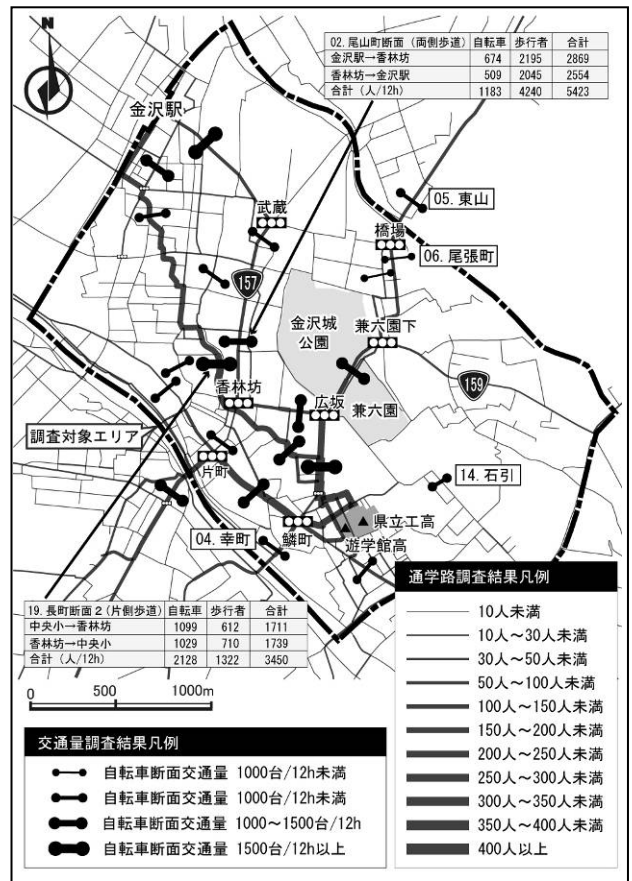 N
02. 尾山町断面（両側歩道） 自転車 歩行者 合計
金沢駅→香林坊 674 2195 2869
香林坊→金沢駅 509 2045 2554
合計（人/12h） 1183 4240 5423
金沢駅
05. 東山
武蔵
橋場
06. 尾張町
157
金沢城
公園
兼六園下
159
香林坊
広坂
兼六園
調査対象エリア
片町
14. 石引
県立工高
04. 幸町
鱗町
遊学館高
19. 長町断面２（片側歩道） 自転車 歩行者 合計
中央小→香林坊 1099 612 1711
香林坊→中央小 1029 710 1739
合計（人/12h） 2128 1322 3450
0 500 1000m
交通量調査結果凡例
自転車断面交通量 1000台/12h未満
自転車断面交通量 1000台/12h未満
自転車断面交通量 1000～1500台/12h
自転車断面交通量 1500台/12h以上
通学路調査結果凡例
10人未満
10人～30人未満
30人～50人未満
50人～100人未満
100人～150人未満
150人～200人未満
200人～250人未満
250人～300人未満
300人～350人未満
350人～400人未満
400人以上